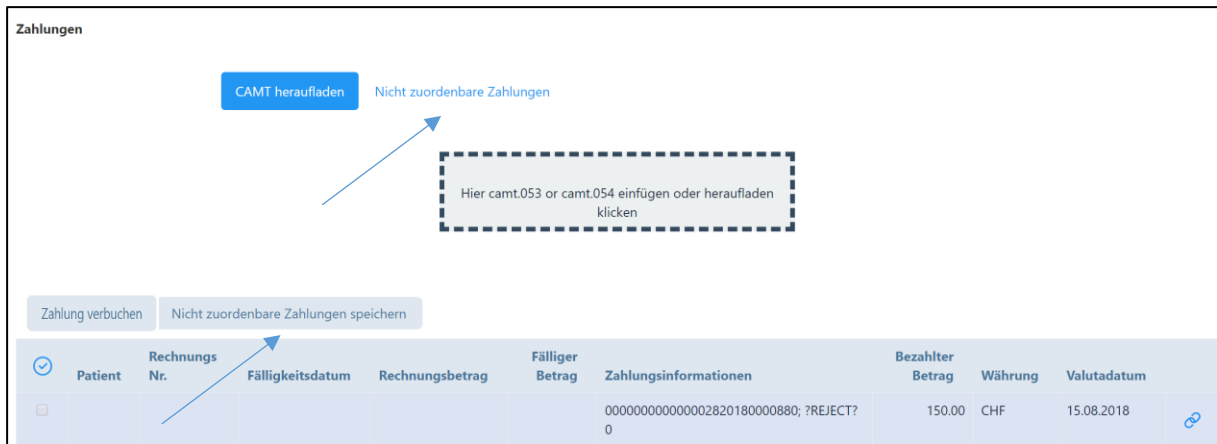 Zahlungen
CAMT heraufladen
Nicht zuordenbare Zahlungen
Hier camt.053 or camt.054 einfügen oder heraufladen
klicken
Zahlung verbuchen
Nicht zuordenbare Zahlungen speichern
Patient
Rechnungs
Nr.
Fälligkeitsdatum
Rechnungsbetrag
Fälliger
Betrag
Zahlungsinformationen
Bezahlter
Betrag
Währung
Valutadatum
000000000000002820180000880; ?REJECT?
0
150.00
CHF
15.08.2018